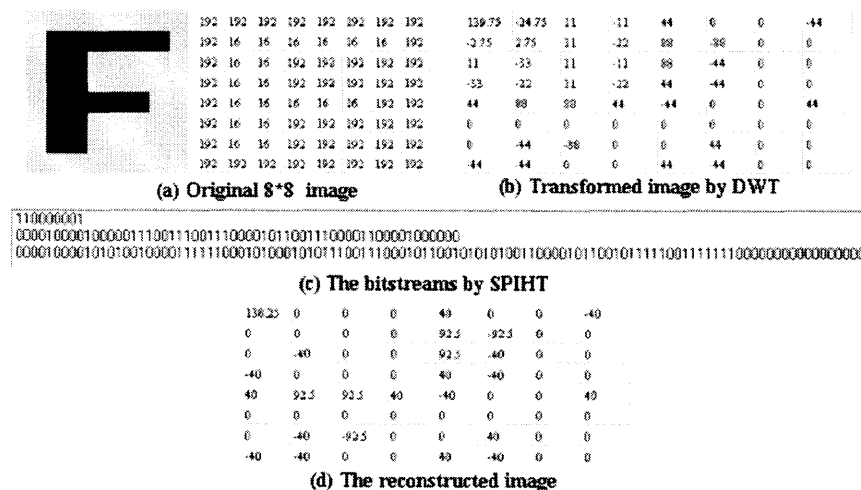 192 192 192 192 192 192 192 192
192 16 16 16 16 16 16 192
192 16 16 192 192 192 192 192
192 16 16 192 192 192 192 192
192 16 16 16 16 16 192 192
192 16 16 192 192 192 192 192
192 16 16 192 192 192 192 192
192 192 192 192 192 192 192 192
(a) Original 8*8 image
139.75 -24.75 11 -11 44 0 0 -44
-2.75 2.75 11 -22 88 -88 0 0
11 -33 11 -11 88 -44 0 0
-33 -22 11 -22 44 -44 0 0
44 88 88 44 -44 0 0 44
0 0 0 0 0 0 0 0
0 -44 -88 0 0 44 0 0
-44 -44 0 0 44 -44 0 0
(b) Transformed image by DWT
110000001
(c) The bitstreams by SPIHT
138.25 0 0 0 40 0 0 -40
0 0 0 0 92.5 -92.5 0 0
0 -40 0 0 92.5 -40 0 0
-40 0 0 0 40 -40 0 0
40 92.5 92.5 40 -40 0 0 40
0 0 0 0 0 0 0 0
0 -40 -92.5 0 0 40 0 0
-40 -40 0 0 40 -40 0 0
(d) The reconstructed image